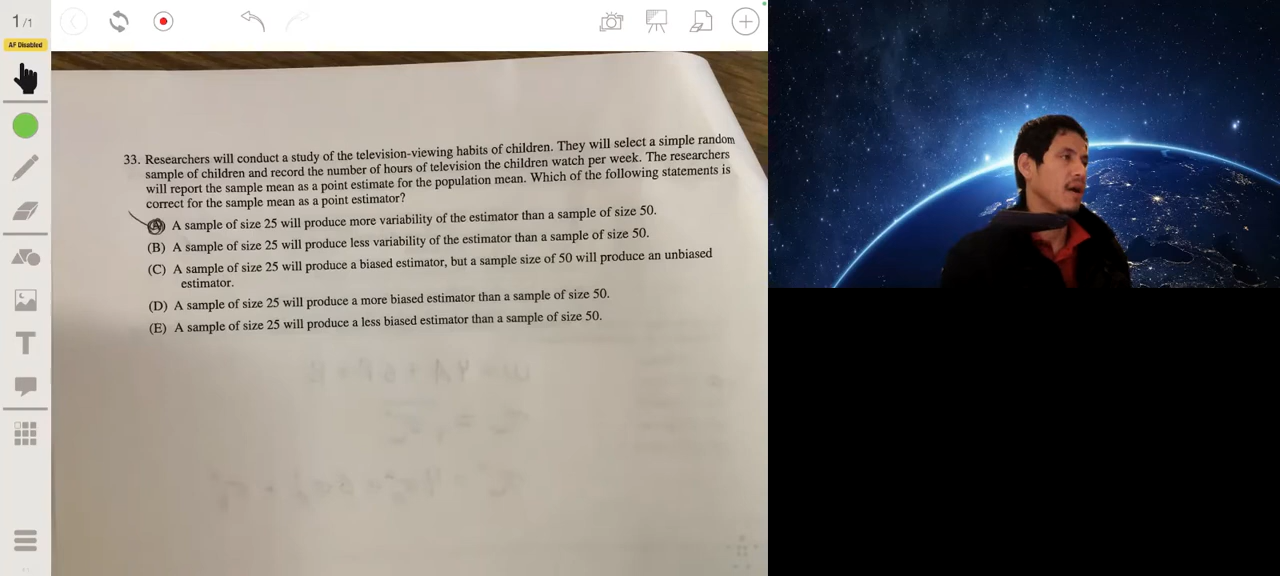 1/1
AF Disabled
33. Researchers will conduct a study of the television-viewing habits of children. They will select a simple random
sample of children and record the number of hours of television the children watch per week. The researchers
will report the sample mean as a point estimate for the population mean. Which of the following statements is
correct for the sample mean as a point estimator?
(A) A sample of size 25 will produce more variability of the estimator than a sample of size 50.
(B) A sample of size 25 will produce less variability of the estimator than a sample of size 50.
(C) A sample of size 25 will produce a biased estimator, but a sample size of 50 will produce an unbiased
estimator.
(D) A sample of size 25 will produce a more biased estimator than a sample of size 50.
(E) A sample of size 25 will produce a less biased estimator than a sample of size 50.
T